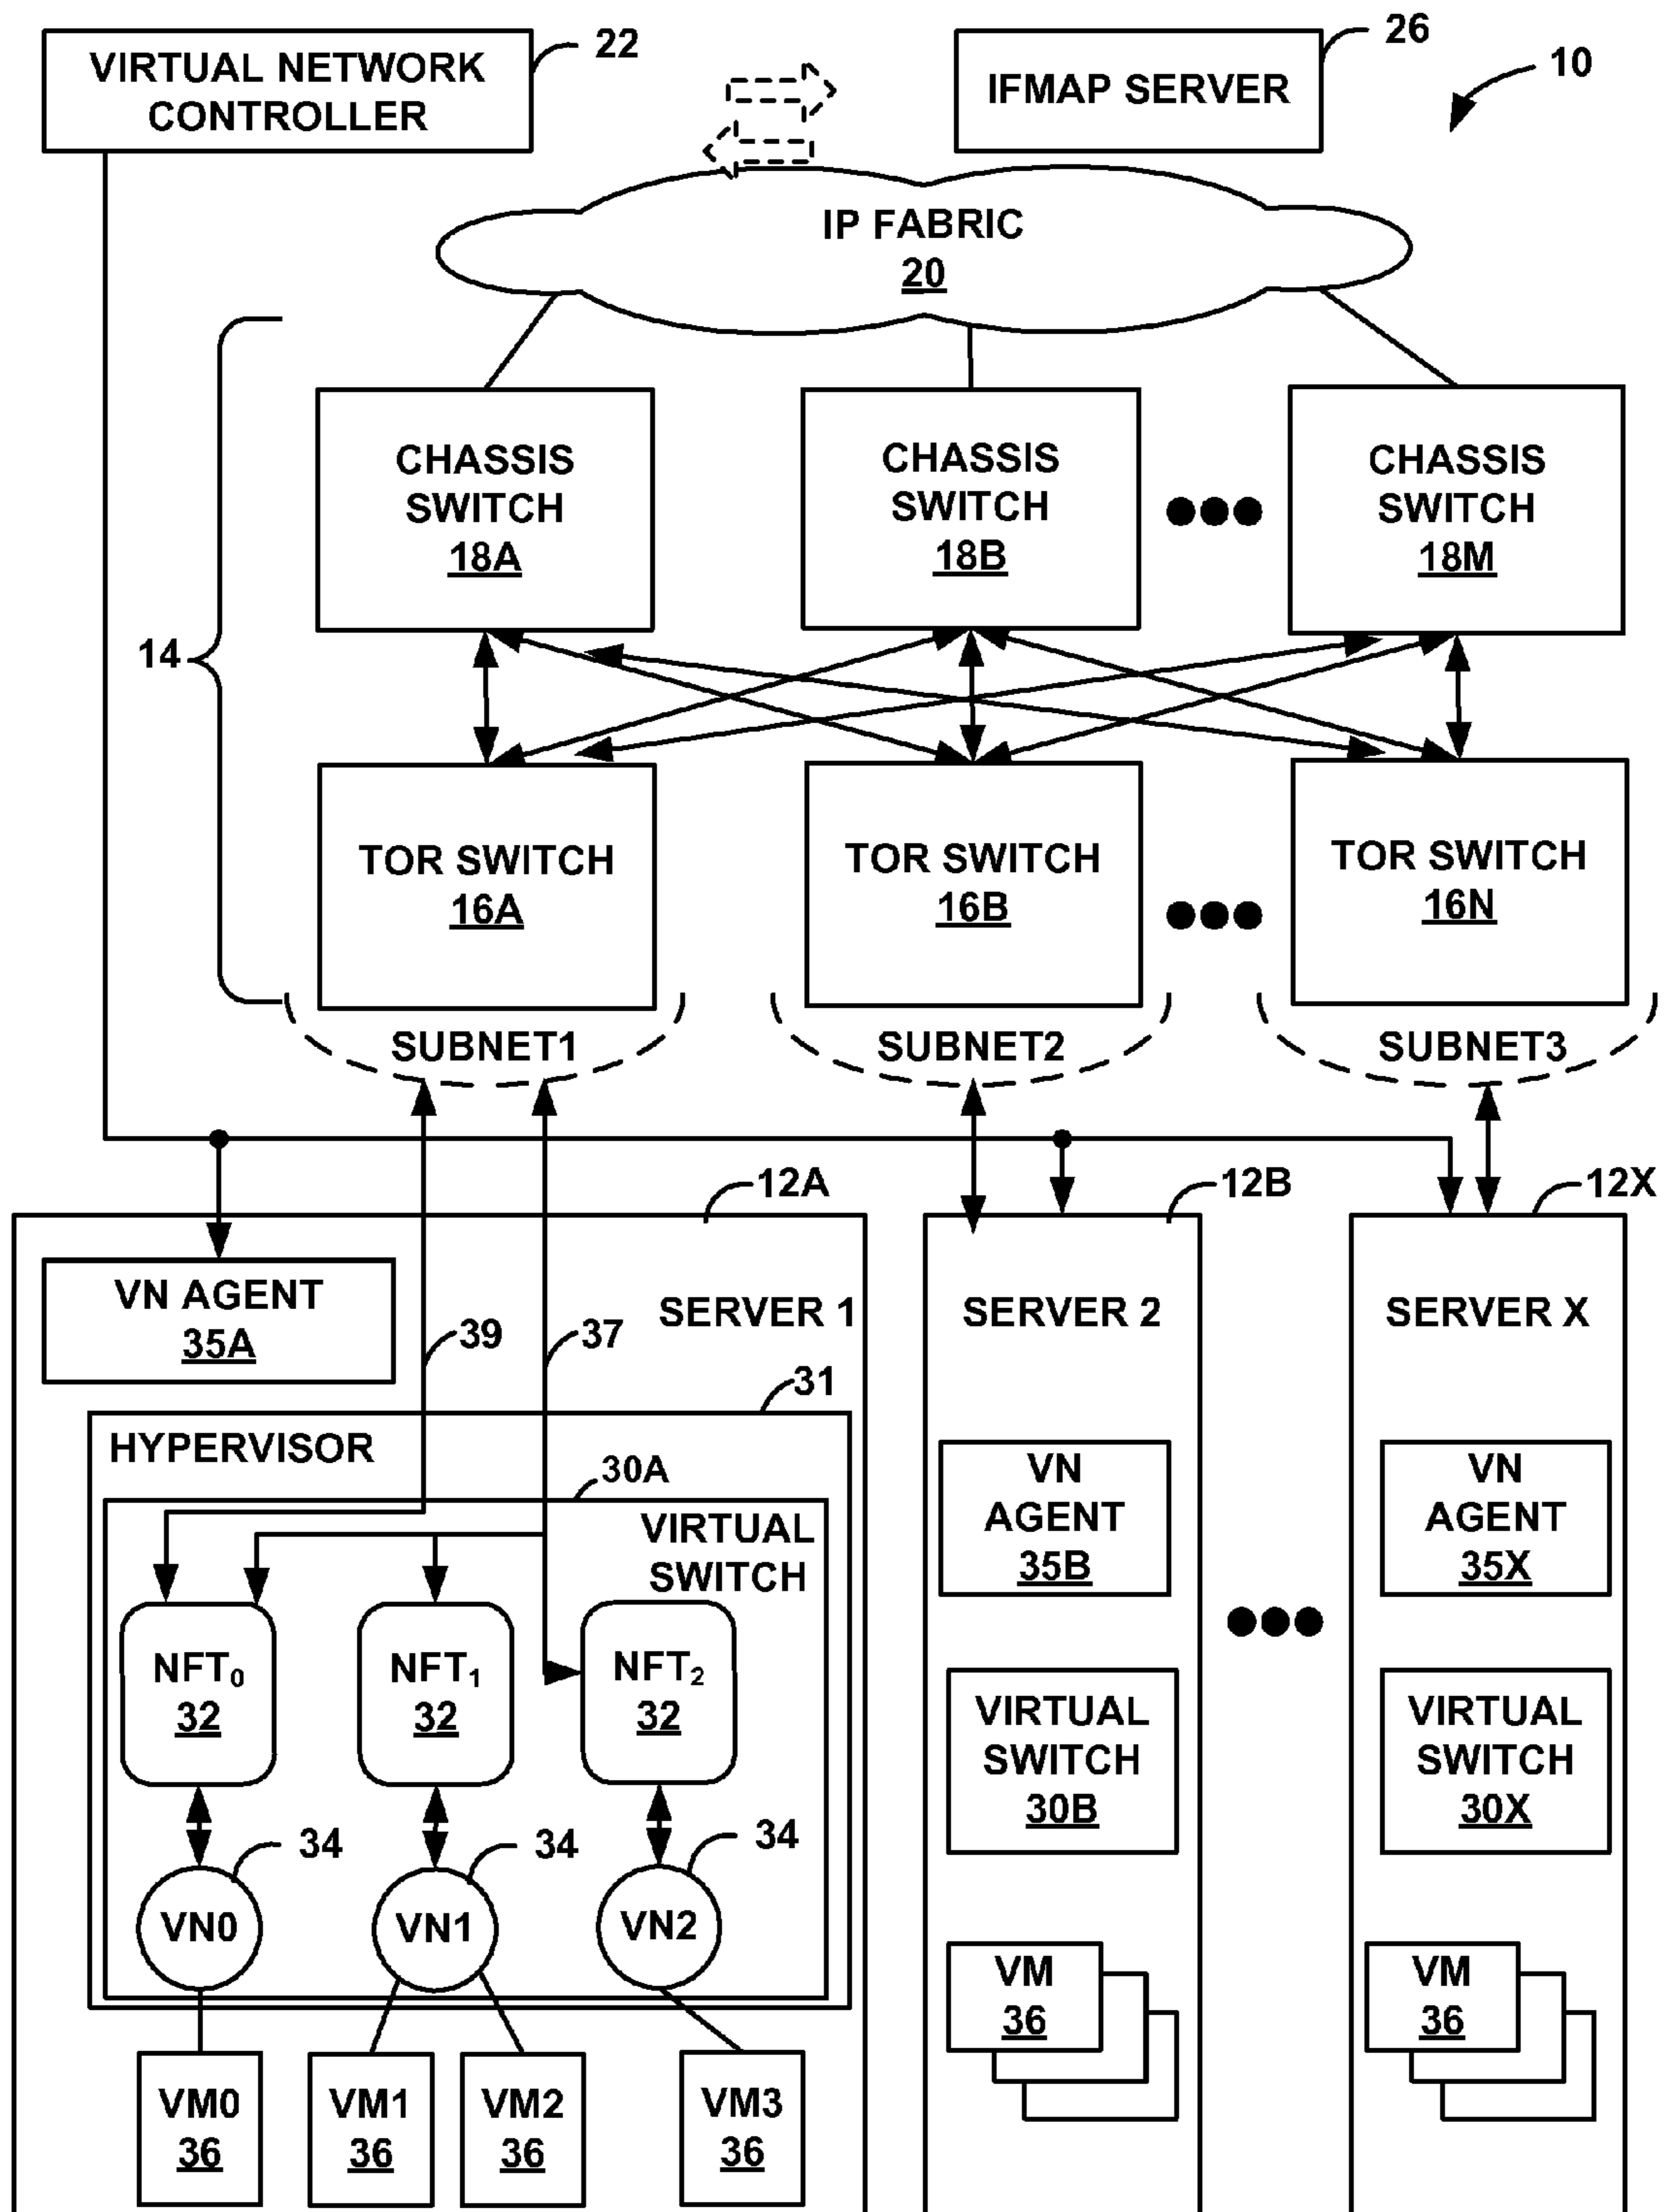 VIRTUAL NETWORK
CONTROLLER
22
IFMAP SERVER
26
10
IP FABRIC
20
14
CHASSIS
SWITCH
18A
CHASSIS
SWITCH
18B
CHASSIS
SWITCH
18M
TOR SWITCH
16A
TOR SWITCH
16B
TOR SWITCH
16N
SUBNET1
SUBNET2
SUBNET3
12A
12B
12X
VN AGENT
35A
SERVER 1
39
37
31
HYPERVISOR
30A
VIRTUAL
SWITCH
NFT0
32
NFT1
32
NFT2
32
34
34
34
VN0
VN1
VN2
VM0
36
VM1
36
VM2
36
VM3
36
SERVER 2
VN
AGENT
35B
VIRTUAL
SWITCH
30B
VM
36
SERVER X
VN
AGENT
35X
VIRTUAL
SWITCH
30X
VM
36